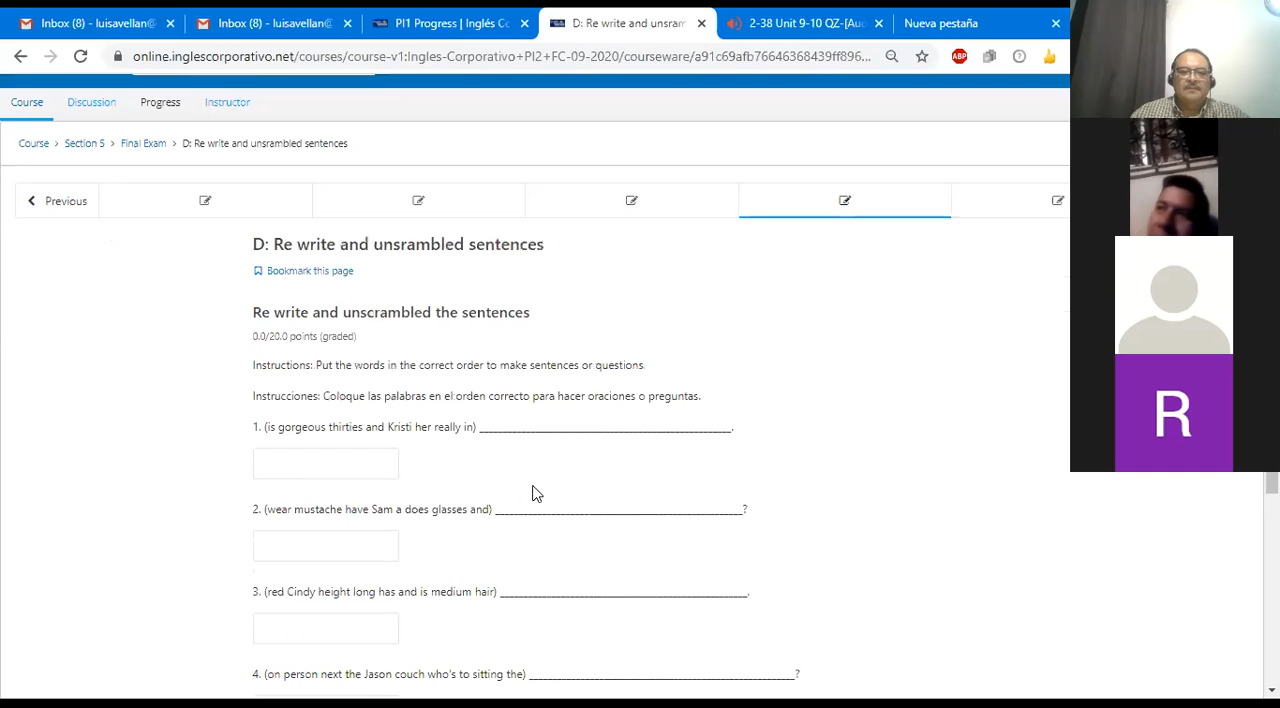 Inbox (8) - luisavellan@
Inbox (8) - luisavellan@
PI1 Progress | Inglés Co
D: Re write and unsram
2-38 Unit 9-10 QZ-[Aud
Nueva pestaña
online.inglescorporativo.net/courses/course-v1:Ingles-Corporativo+PI2+FC-09-2020/courseware/a91c69afb76646368439ff896...
ABP
Course
Discussion
Progress
Instructor
Course > Section 5 > Final Exam > D: Re write and unsrambled sentences
Previous
D: Re write and unsrambled sentences
Bookmark this page
Re write and unscrambled the sentences
0.0/20.0 points (graded)
Instructions: Put the words in the correct order to make sentences or questions.
Instrucciones: Coloque las palabras en el orden correcto para hacer oraciones o preguntas.
1. (is gorgeous thirties and Kristi her really in) ______________________________________________.
2. (wear mustache have Sam a does glasses and) ______________________________________________?
3. (red Cindy height long has and is medium hair) ______________________________________________.
4. (on person next the Jason couch who's to sitting the) ________________________________________________?
R